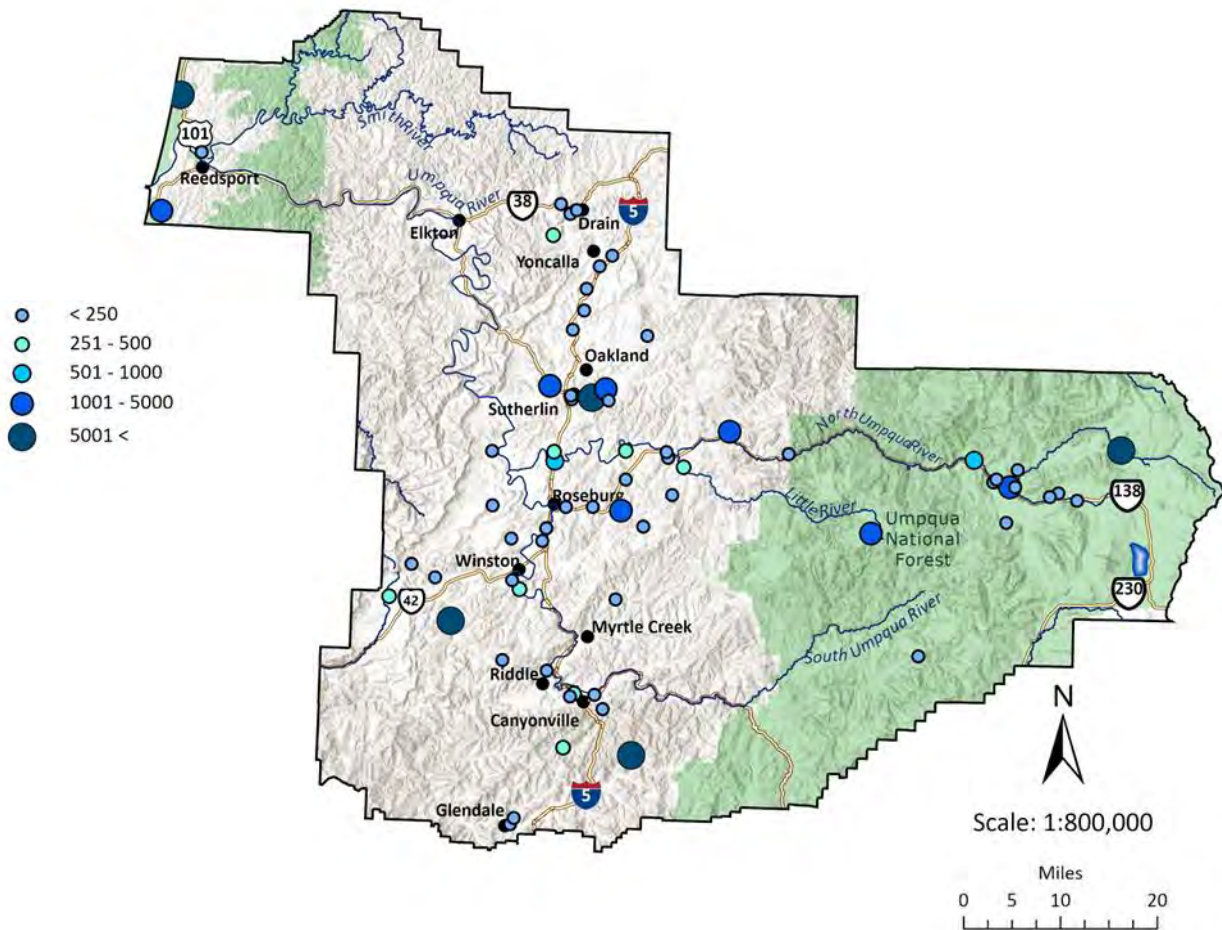 101
Smith River
Reedsport
Umpqua River
38
Drain
5
Elkton
Yoncalla
< 250
251 - 500
501 - 1000
1001 - 5000
5001 <
Oakland
Sutherlin
North Umpqua River
Roseburg
Little River
138
Umpqua
National
Forest
Winston
42
230
Myrtle Creek
South Umpqua River
Riddle
Canyonville
N
5
Glendale
Scale: 1:800,000
Miles
0 5 10 20